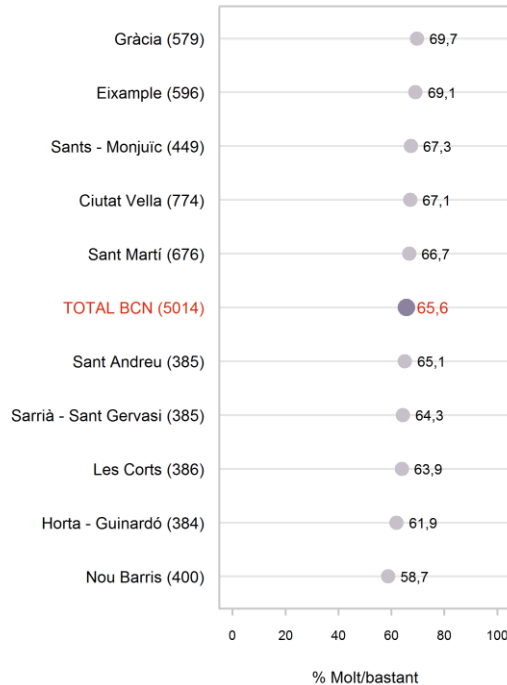 Gràcia (579) 69,7
Eixample (596) 69,1
Sants - Monjuïc (449) 67,3
Ciutat Vella (774) 67,1
Sant Martí (676) 66,7
TOTAL BCN (5014) 65,6
Sant Andreu (385) 65,1
Sarrià - Sant Gervasi (385) 64,3
Les Corts (386) 63,9
Horta - Guinardó (384) 61,9
Nou Barris (400) 58,7
0 20 40 60 80 100
% Molt/bastant